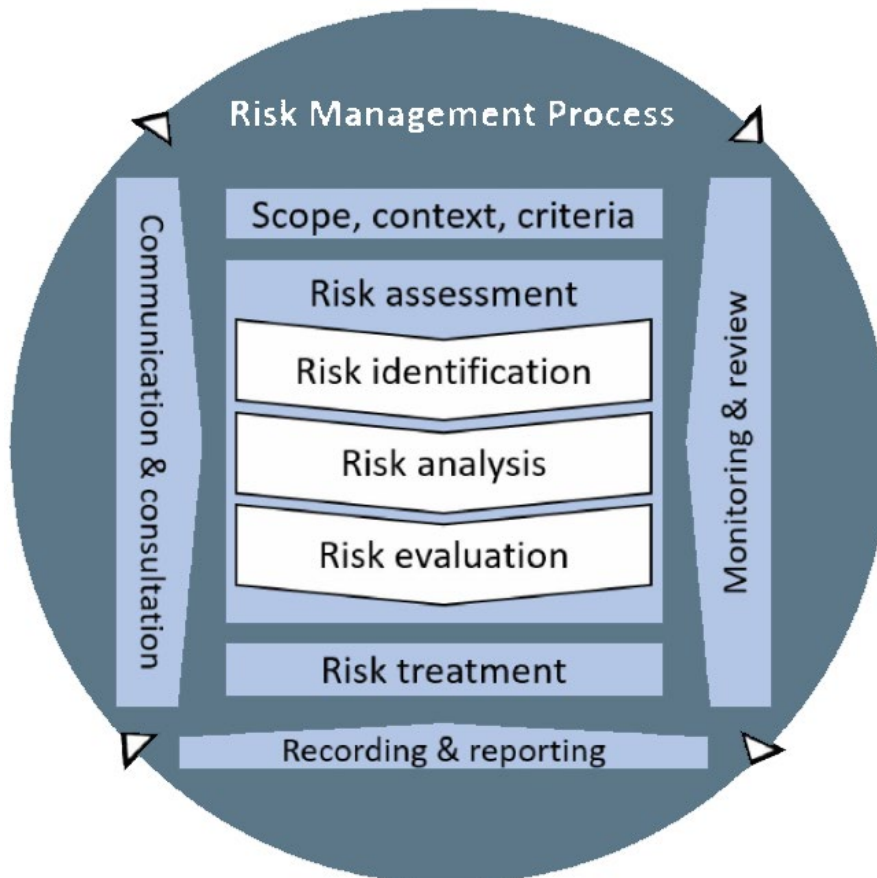 Risk Management Process
Scope, context, criteria
Risk assessment
Risk identification
Risk analysis
Risk evaluation
Risk treatment
Communication & consultation
Monitoring & review
Recording & reporting